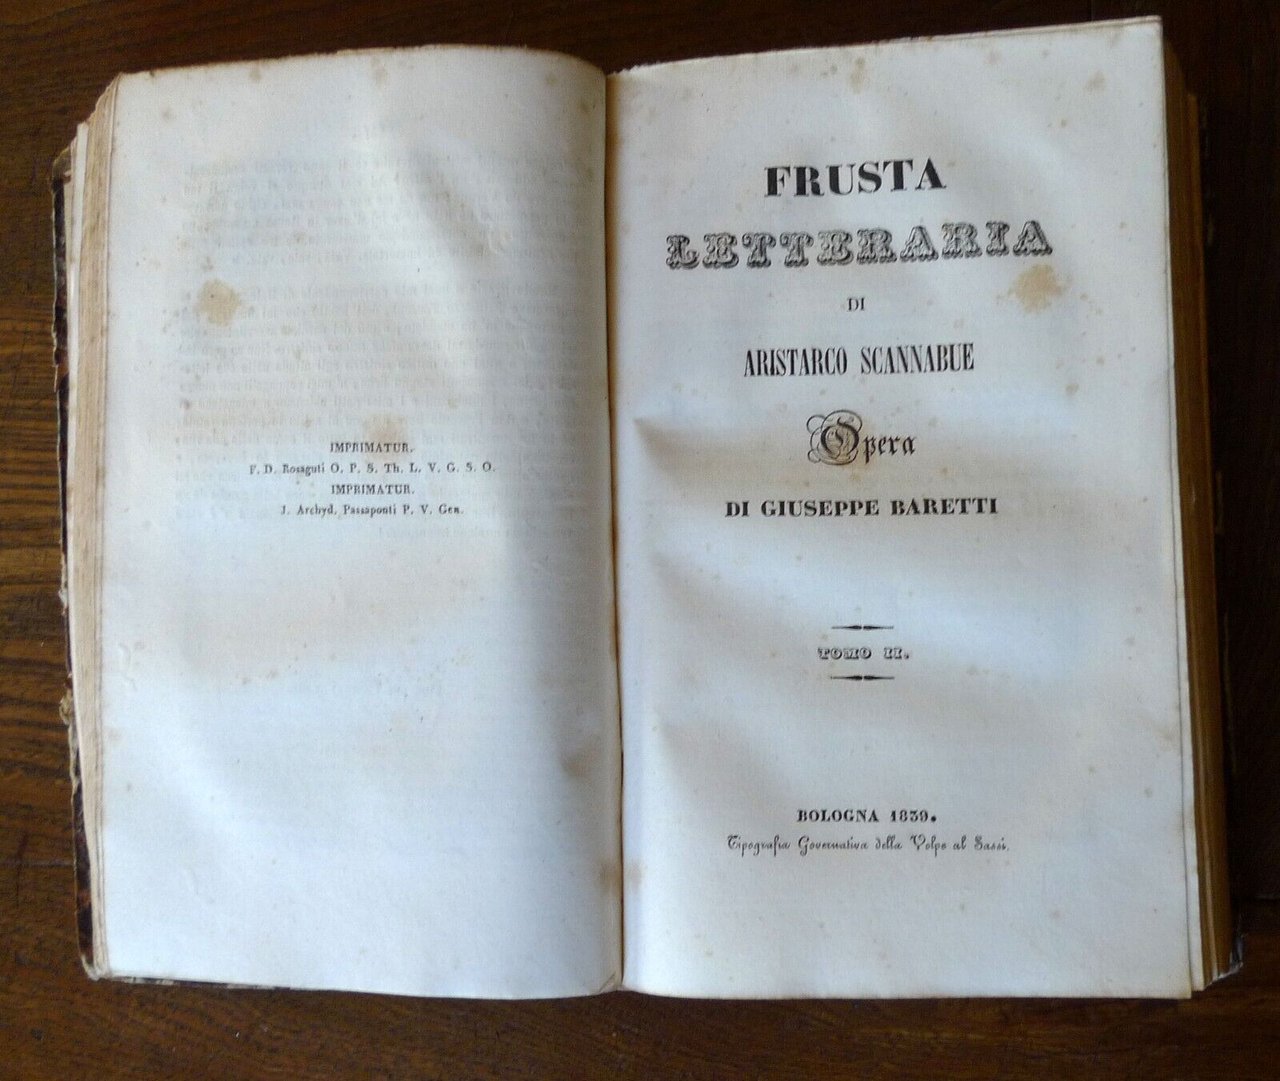 IMPRIMATUR.
F. D. Rosaguti O. P. S. Th. L. V. G. S. O.
IMPRIMATUR.
J. Archyd. Passaponti P. V. Gen.
FRUSTA
LETTERARIA
DI
ARISTARCO SCANNABUE
Opera
DI GIUSEPPE BARETTI
TOMO II.
BOLOGNA 1839.
Tipografia Governativa della Volpe al Sassi.